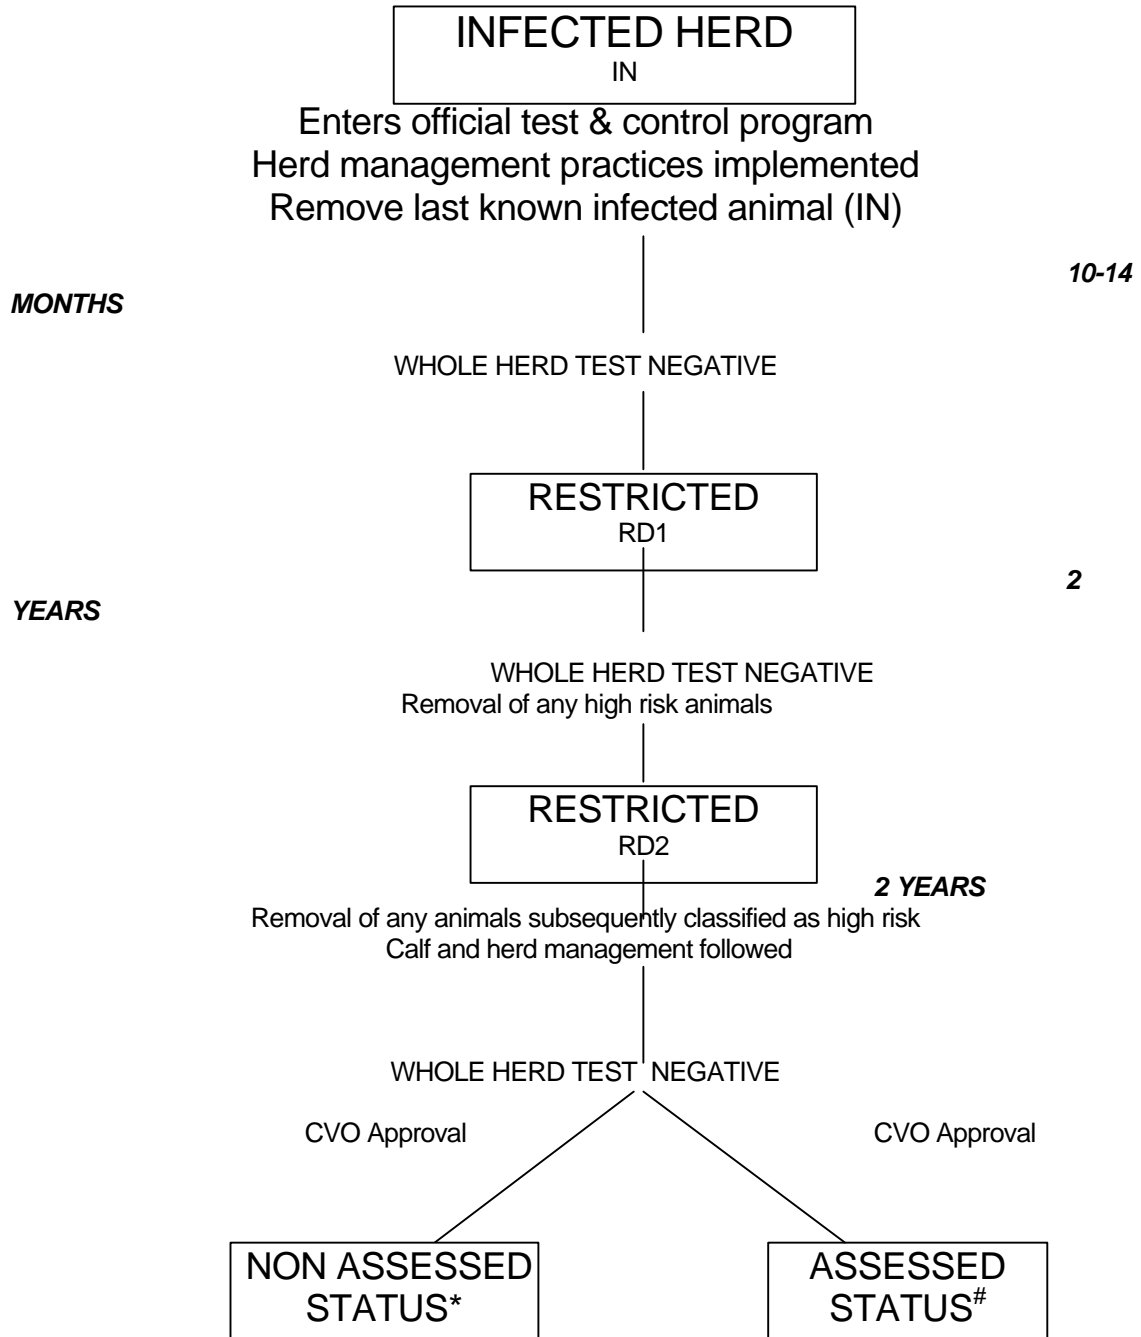 INFECTED HERD
IN
Enters official test & control program
Herd management practices implemented
Remove last known infected animal (IN)
10-14
MONTHS
WHOLE HERD TEST NEGATIVE
RESTRICTED
RD1
2
YEARS
WHOLE HERD TEST NEGATIVE
Removal of any high risk animals
RESTRICTED
RD2
2 YEARS
Removal of any animals subsequently classified as high risk
Calf and herd management followed
WHOLE HERD TEST NEGATIVE
CVO Approval
CVO Approval
NON ASSESSED
STATUS*
ASSESSED
STATUS#